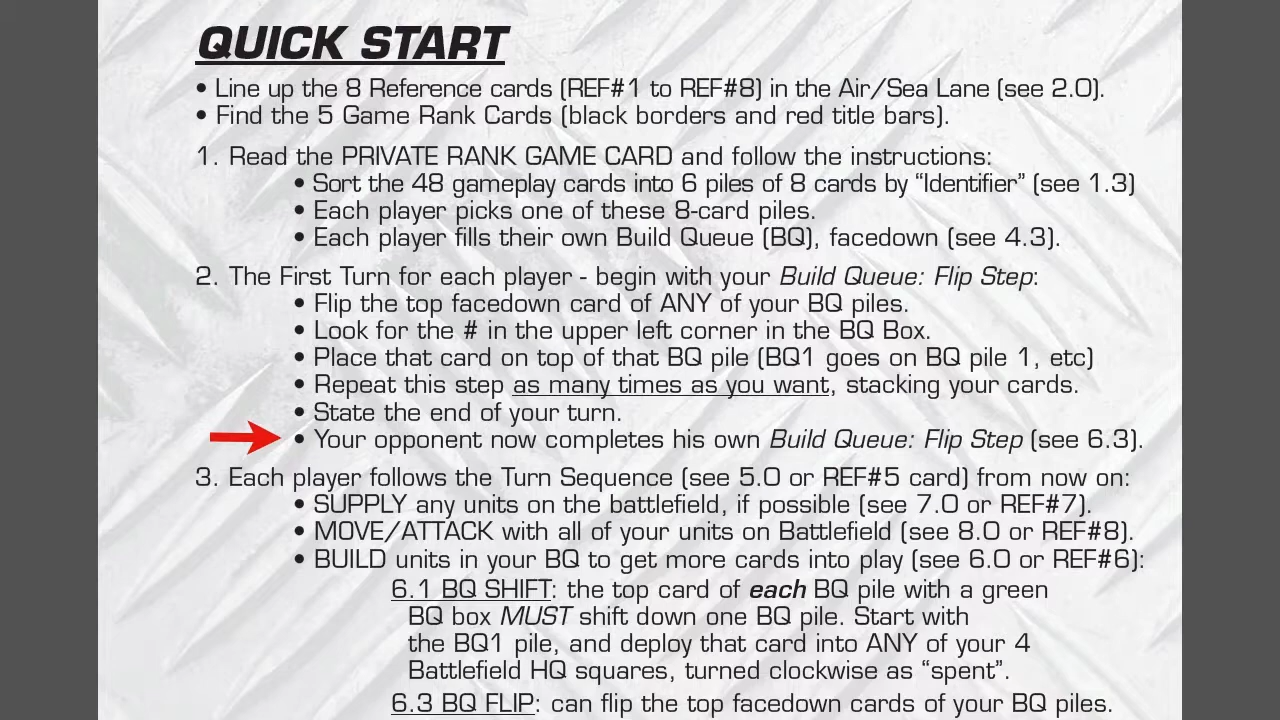 QUICK START
• Line up the 8 Reference cards (REF#1 to REF#8) in the Air/Sea Lane (see 2.0).
• Find the 5 Game Rank Cards (black borders and red title bars).
1. Read the PRIVATE RANK GAME CARD and follow the instructions:
• Sort the 48 gameplay cards into 6 piles of 8 cards by “Identifier” (see 1.3)
• Each player picks one of these 8-card piles.
• Each player fills their own Build Queue (BQ), facedown (see 4.3).
2. The First Turn for each player - begin with your Build Queue: Flip Step:
• Flip the top facedown card of ANY of your BQ piles.
• Look for the # in the upper left corner in the BQ Box.
• Place that card on top of that BQ pile (BQ1 goes on BQ pile 1, etc)
• Repeat this step as many times as you want, stacking your cards.
• State the end of your turn.
• Your opponent now completes his own Build Queue: Flip Step (see 6.3).
3. Each player follows the Turn Sequence (see 5.0 or REF#5 card) from now on:
• SUPPLY any units on the battlefield, if possible (see 7.0 or REF#7).
• MOVE/ATTACK with all of your units on Battlefield (see 8.0 or REF#8).
• BUILD units in your BQ to get more cards into play (see 6.0 or REF#6):
6.1 BQ SHIFT: the top card of each BQ pile with a green
BQ box MUST shift down one BQ pile. Start with
the BQ1 pile, and deploy that card into ANY of your 4
Battlefield HQ squares, turned clockwise as “spent”.
6.3 BQ FLIP: can flip the top facedown cards of your BQ piles.